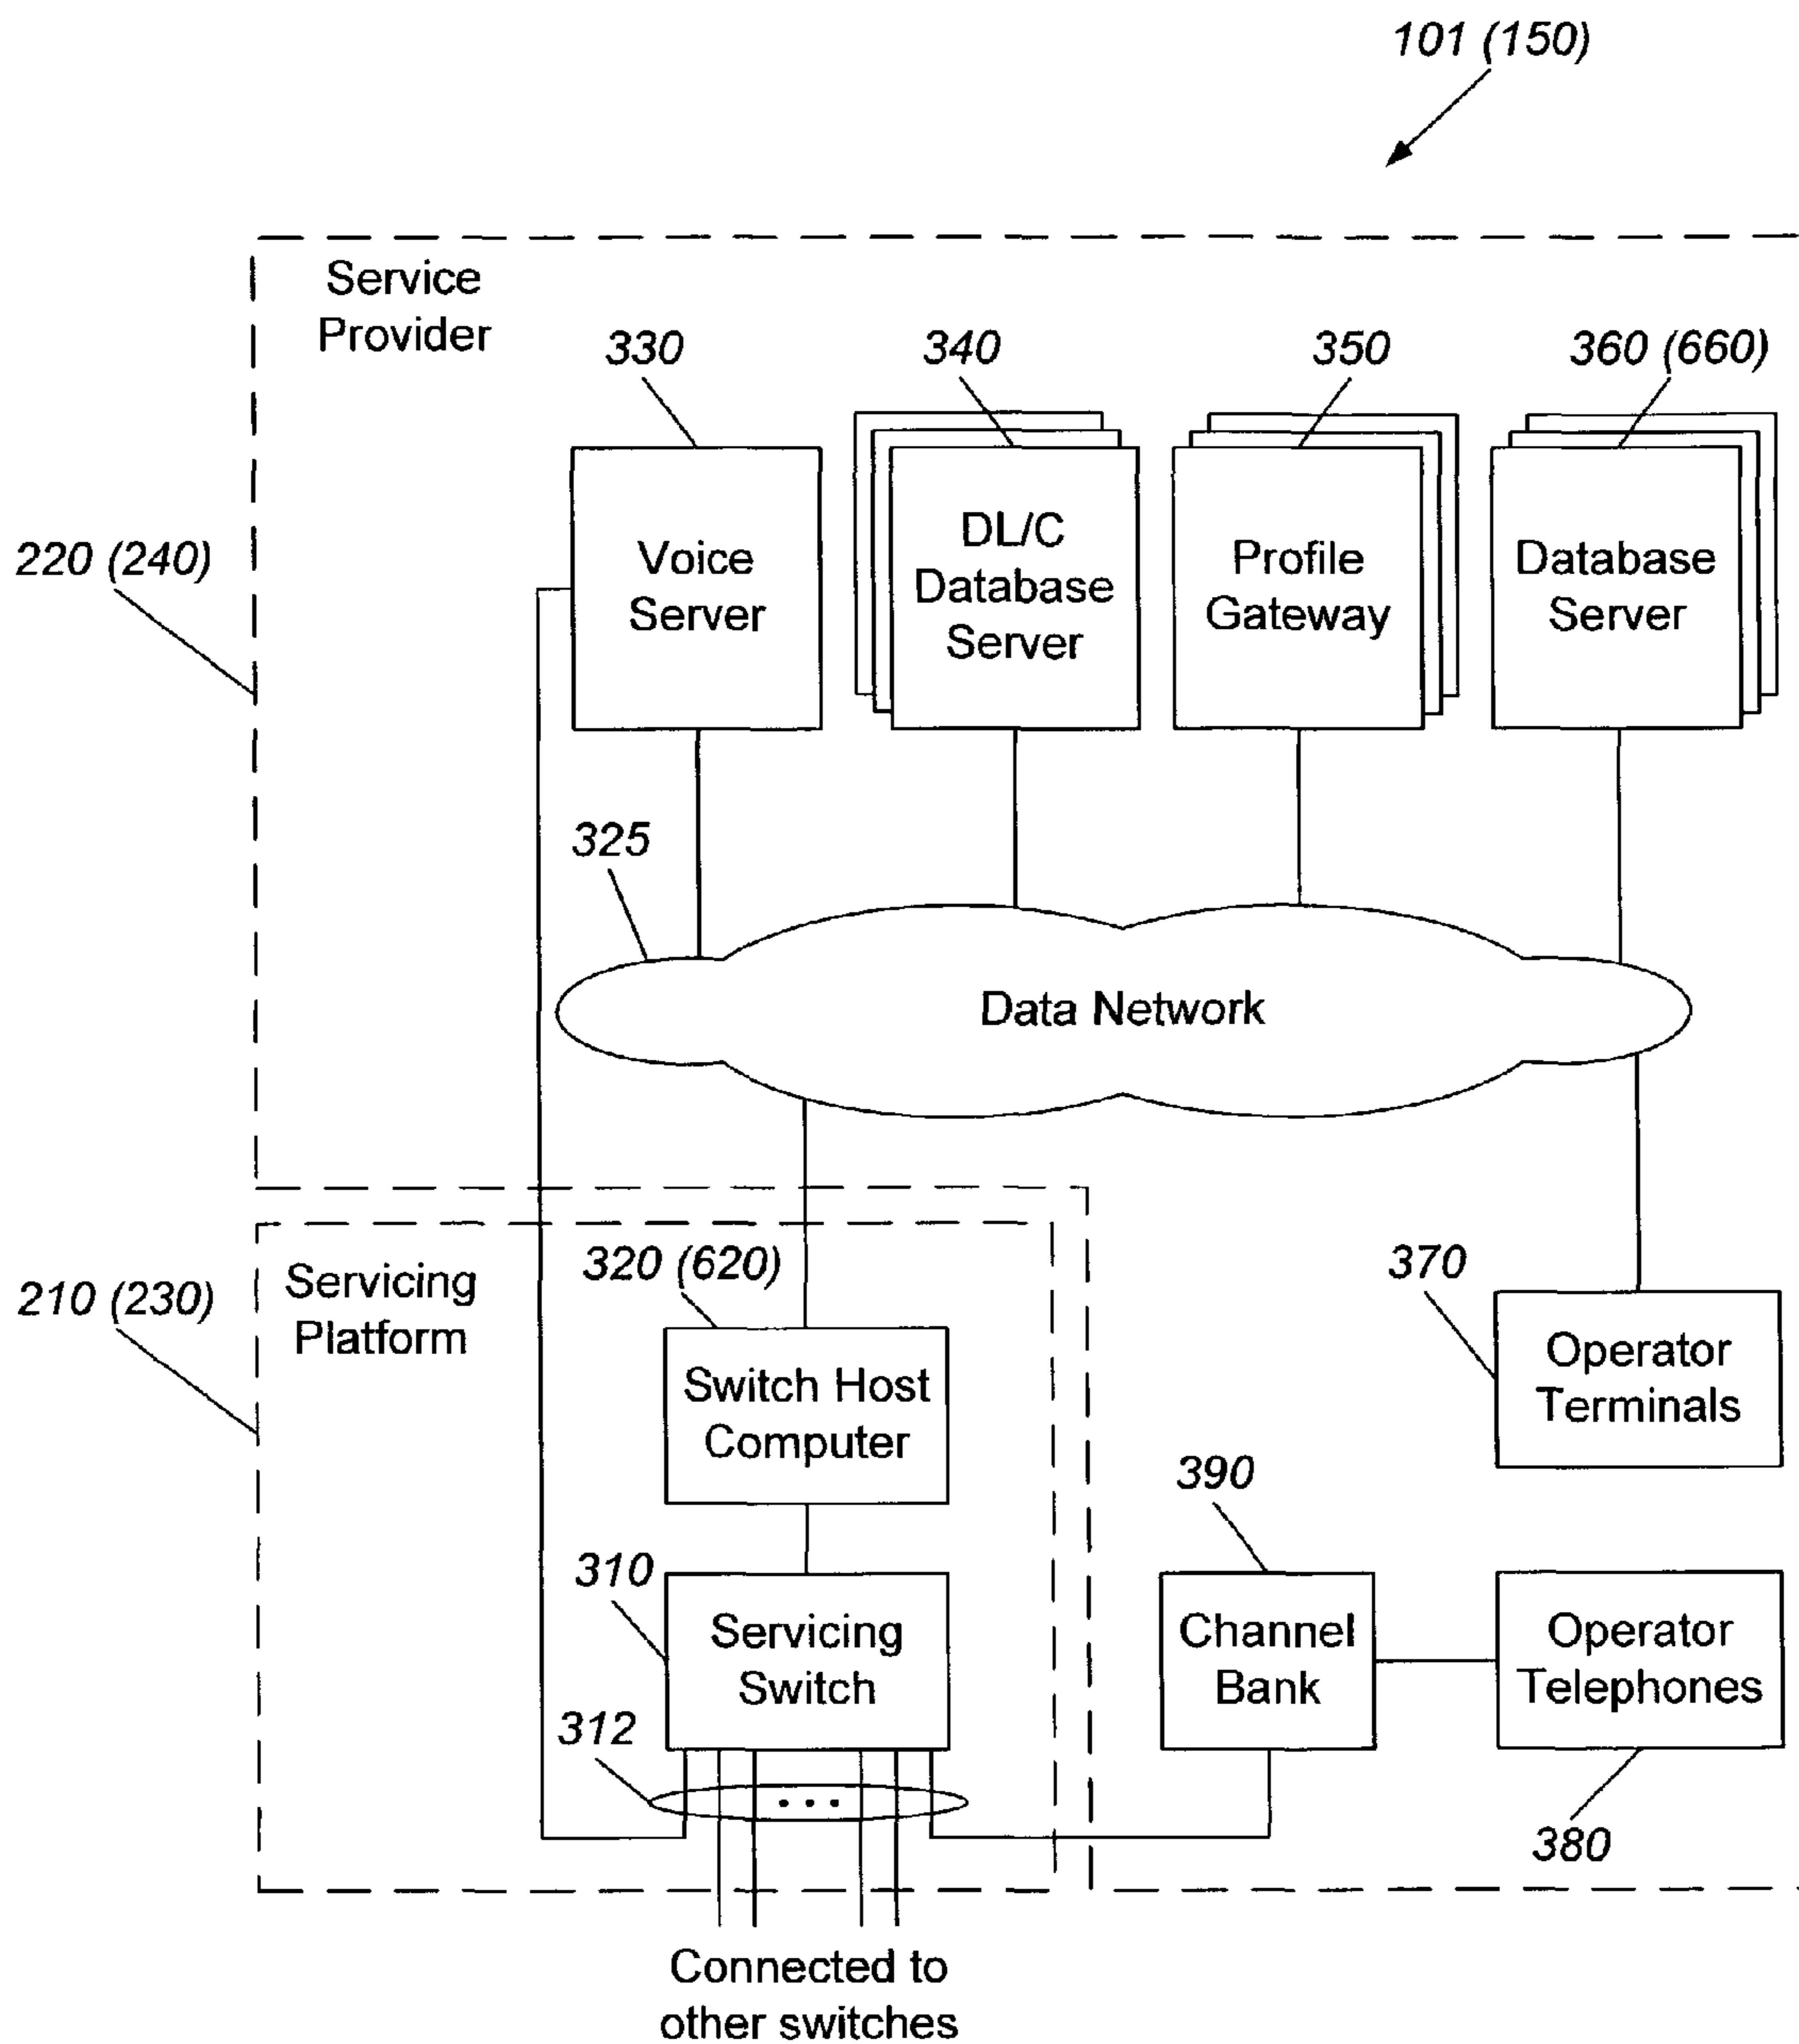 101 (150)
Service
Provider
330
340
350
360 (660)
220 (240)
Voice
Server
DL/C
Database
Server
Profile
Gateway
Database
Server
325
Data Network
210 (230)
Servicing
Platform
320 (620)
Switch Host
Computer
370
Operator
Terminals
390
310
Servicing
Switch
Channel
Bank
Operator
Telephones
312
• • •
380
Connected to
other switches